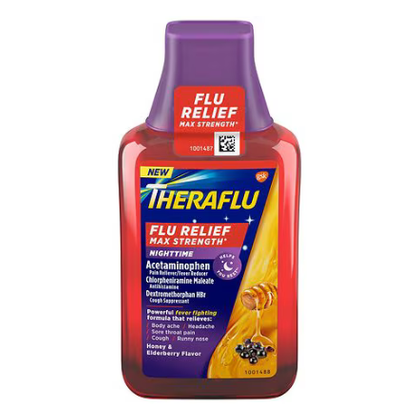 FLU
RELIEF
MAX STRENGTH*
1001487
NEW
THERAFLU
gsk
FLU RELIEF
MAX STRENGTH*
NIGHTTIME
HELPS
YOU REST
Acetaminophen
Pain Reliever/Fever Reducer
Chlorpheniramine Maleate
Antihistamine
Dextromethorphan HBr
Cough Suppressant
Powerful fever fighting
formula that relieves:
Body ache / Headache
Sore throat pain
Cough / Runny nose
Honey &
Elderberry Flavor
1001488